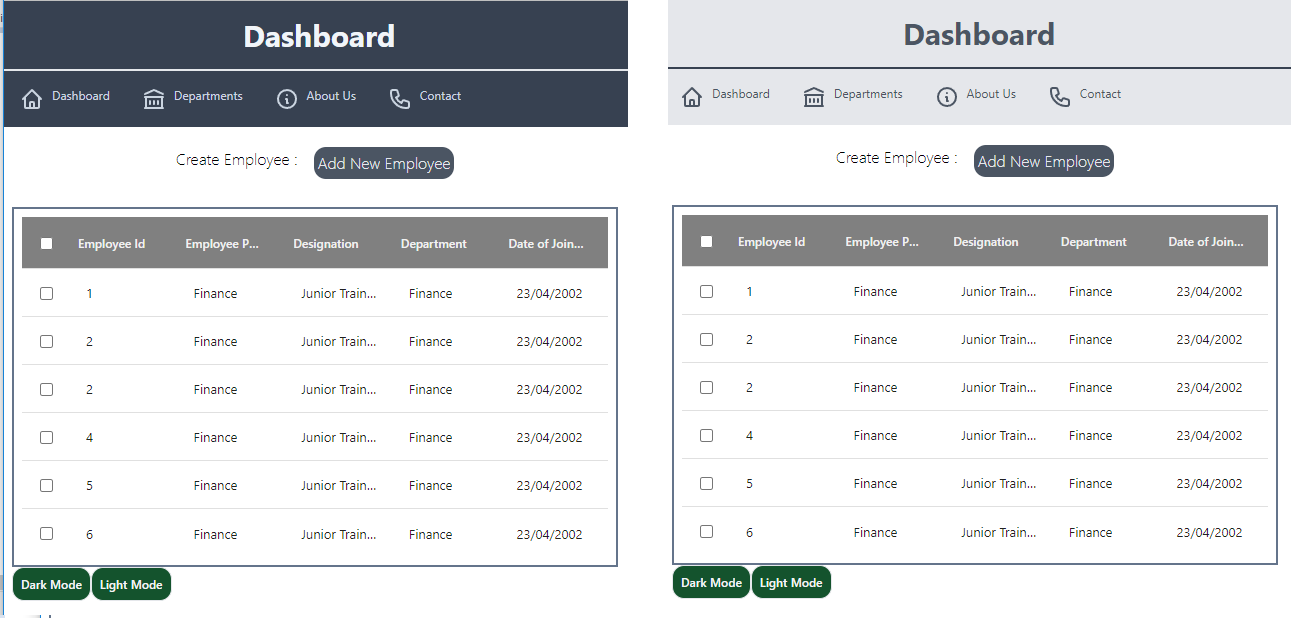 Dashboard
Dashboard Departments About Us Contact
Create Employee : Add New Employee
Employee Id Employee P... Designation Department Date of Join...
1 Finance Junior Train... Finance 23/04/2002
2 Finance Junior Train... Finance 23/04/2002
2 Finance Junior Train... Finance 23/04/2002
4 Finance Junior Train... Finance 23/04/2002
5 Finance Junior Train... Finance 23/04/2002
6 Finance Junior Train... Finance 23/04/2002
Dark Mode Light Mode
Dashboard
Dashboard Departments About Us Contact
Create Employee : Add New Employee
Employee Id Employee P... Designation Department Date of Join...
1 Finance Junior Train... Finance 23/04/2002
2 Finance Junior Train... Finance 23/04/2002
2 Finance Junior Train... Finance 23/04/2002
4 Finance Junior Train... Finance 23/04/2002
5 Finance Junior Train... Finance 23/04/2002
6 Finance Junior Train... Finance 23/04/2002
Dark Mode Light Mode